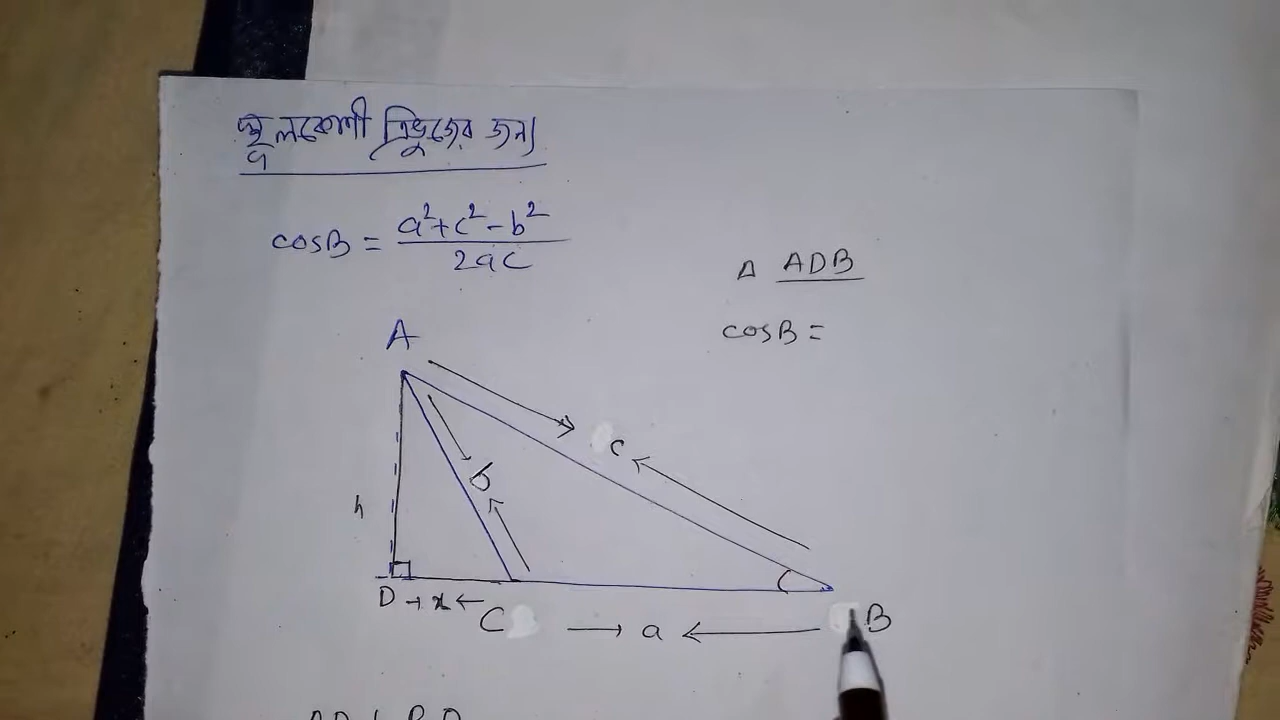 স্থূলকোণী ত্রিভুজের জন্য
cosB = a²+c²-b² / 2ac
Δ ADB
cosB =
A
c
b
h
D → x ←
C
→ a ←
B